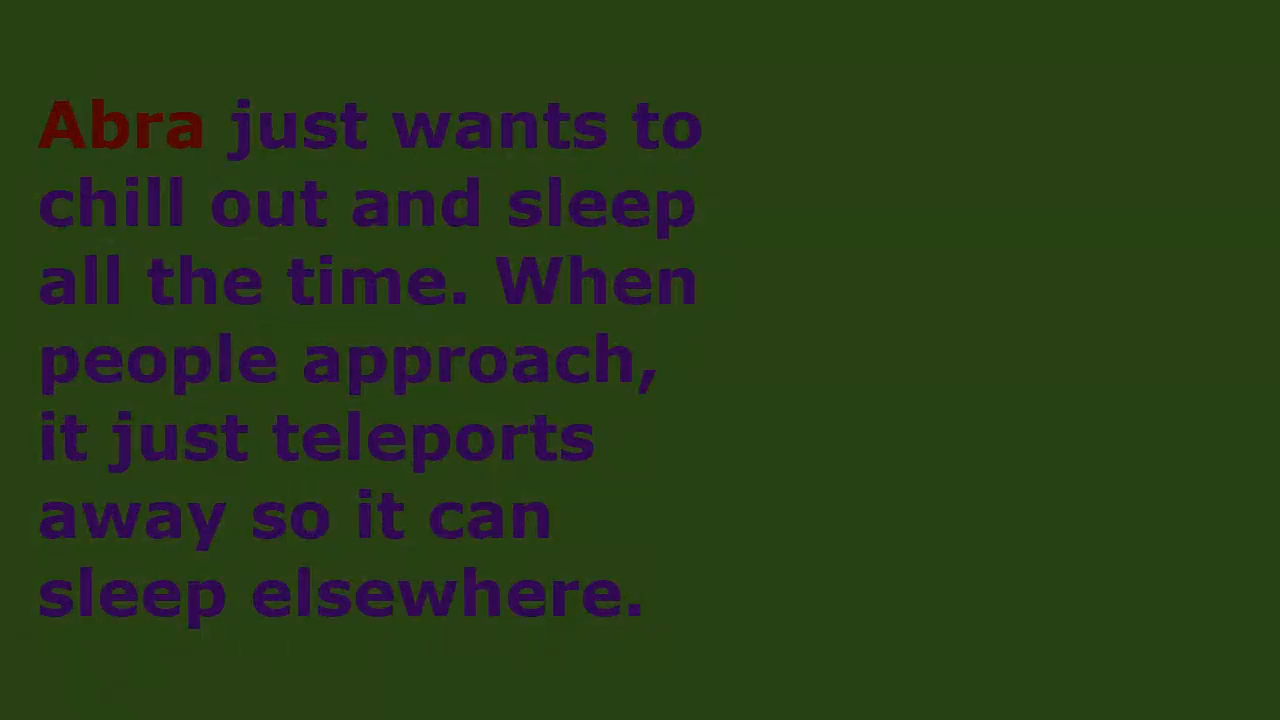 Abra just wants to
chill out and sleep
all the time. When
people approach,
it just teleports
away so it can
sleep elsewhere.